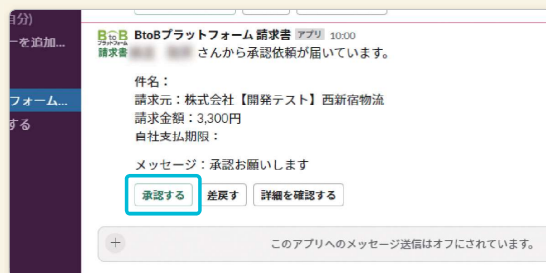 自分)
ーを追加...
フォーム...
する
BtoB
プラットフォーム
請求書
BtoBプラットフォーム 請求書 アプリ 10:00
さんから承認依頼が届いています。
件名：
請求元：株式会社【開発テスト】西新宿物流
請求金額：3,300円
自社支払期限：
メッセージ：承認お願いします
承認する 差戻す 詳細を確認する
このアプリへのメッセージ送信はオフにされています。